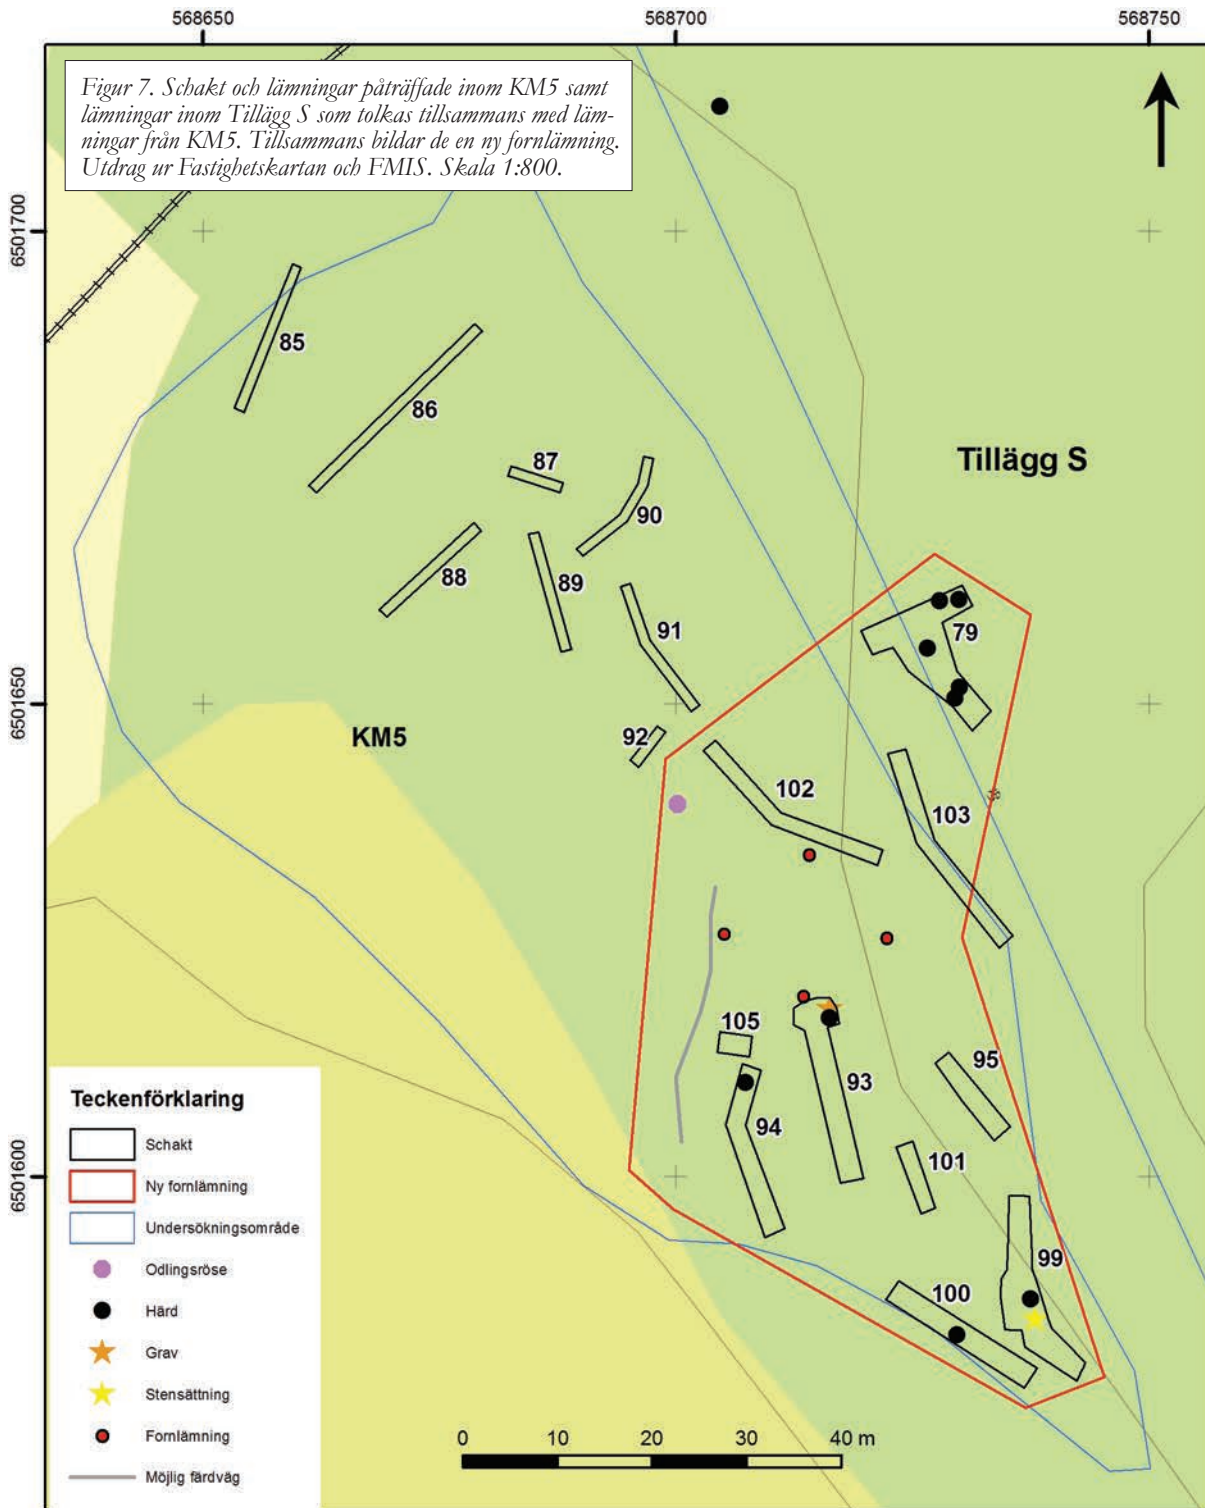 568650
568700
568750
Figur 7. Schakt och lämningar påträffade inom KM5 samt
lämningar inom Tillägg S som tolkas tillsammans med läm-
ningar från KM5. Tillsammans bildar de en ny fornlämning.
Utdrag ur Fastighetskartan och FMIS. Skala 1:800.
6501700
85
86
Tillägg S
87
90
88
89
91
79
6501650
92
KM5
102
103
105
95
93
94
101
6501600
99
100
Teckenförklaring
Schakt
Ny fornlämning
Undersökningsområde
Odlingsröse
Härd
Grav
Stensättning
Fornlämning
Möjlig färdväg
0 10 20 30 40 m